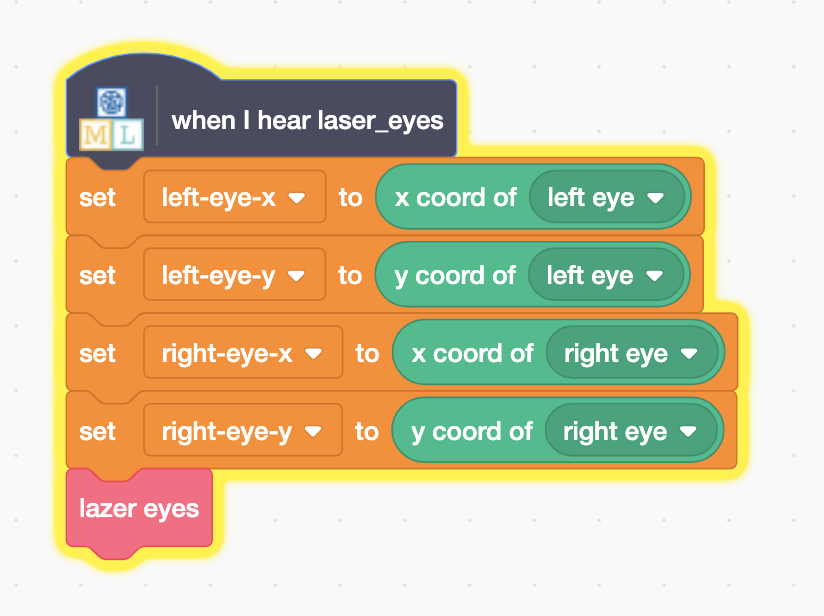 ML when I hear laser_eyes
set left-eye-x to x coord of left eye
set left-eye-y to y coord of left eye
set right-eye-x to x coord of right eye
set right-eye-y to y coord of right eye
lazer eyes